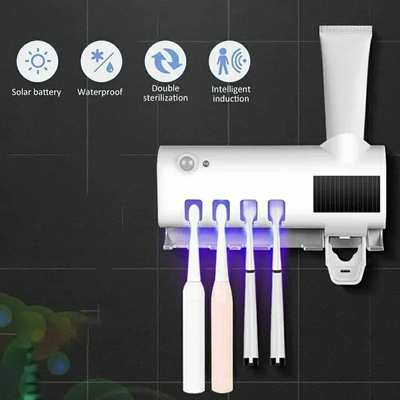 Solar battery
Waterproof
Double
sterilization
Intelligent
induction